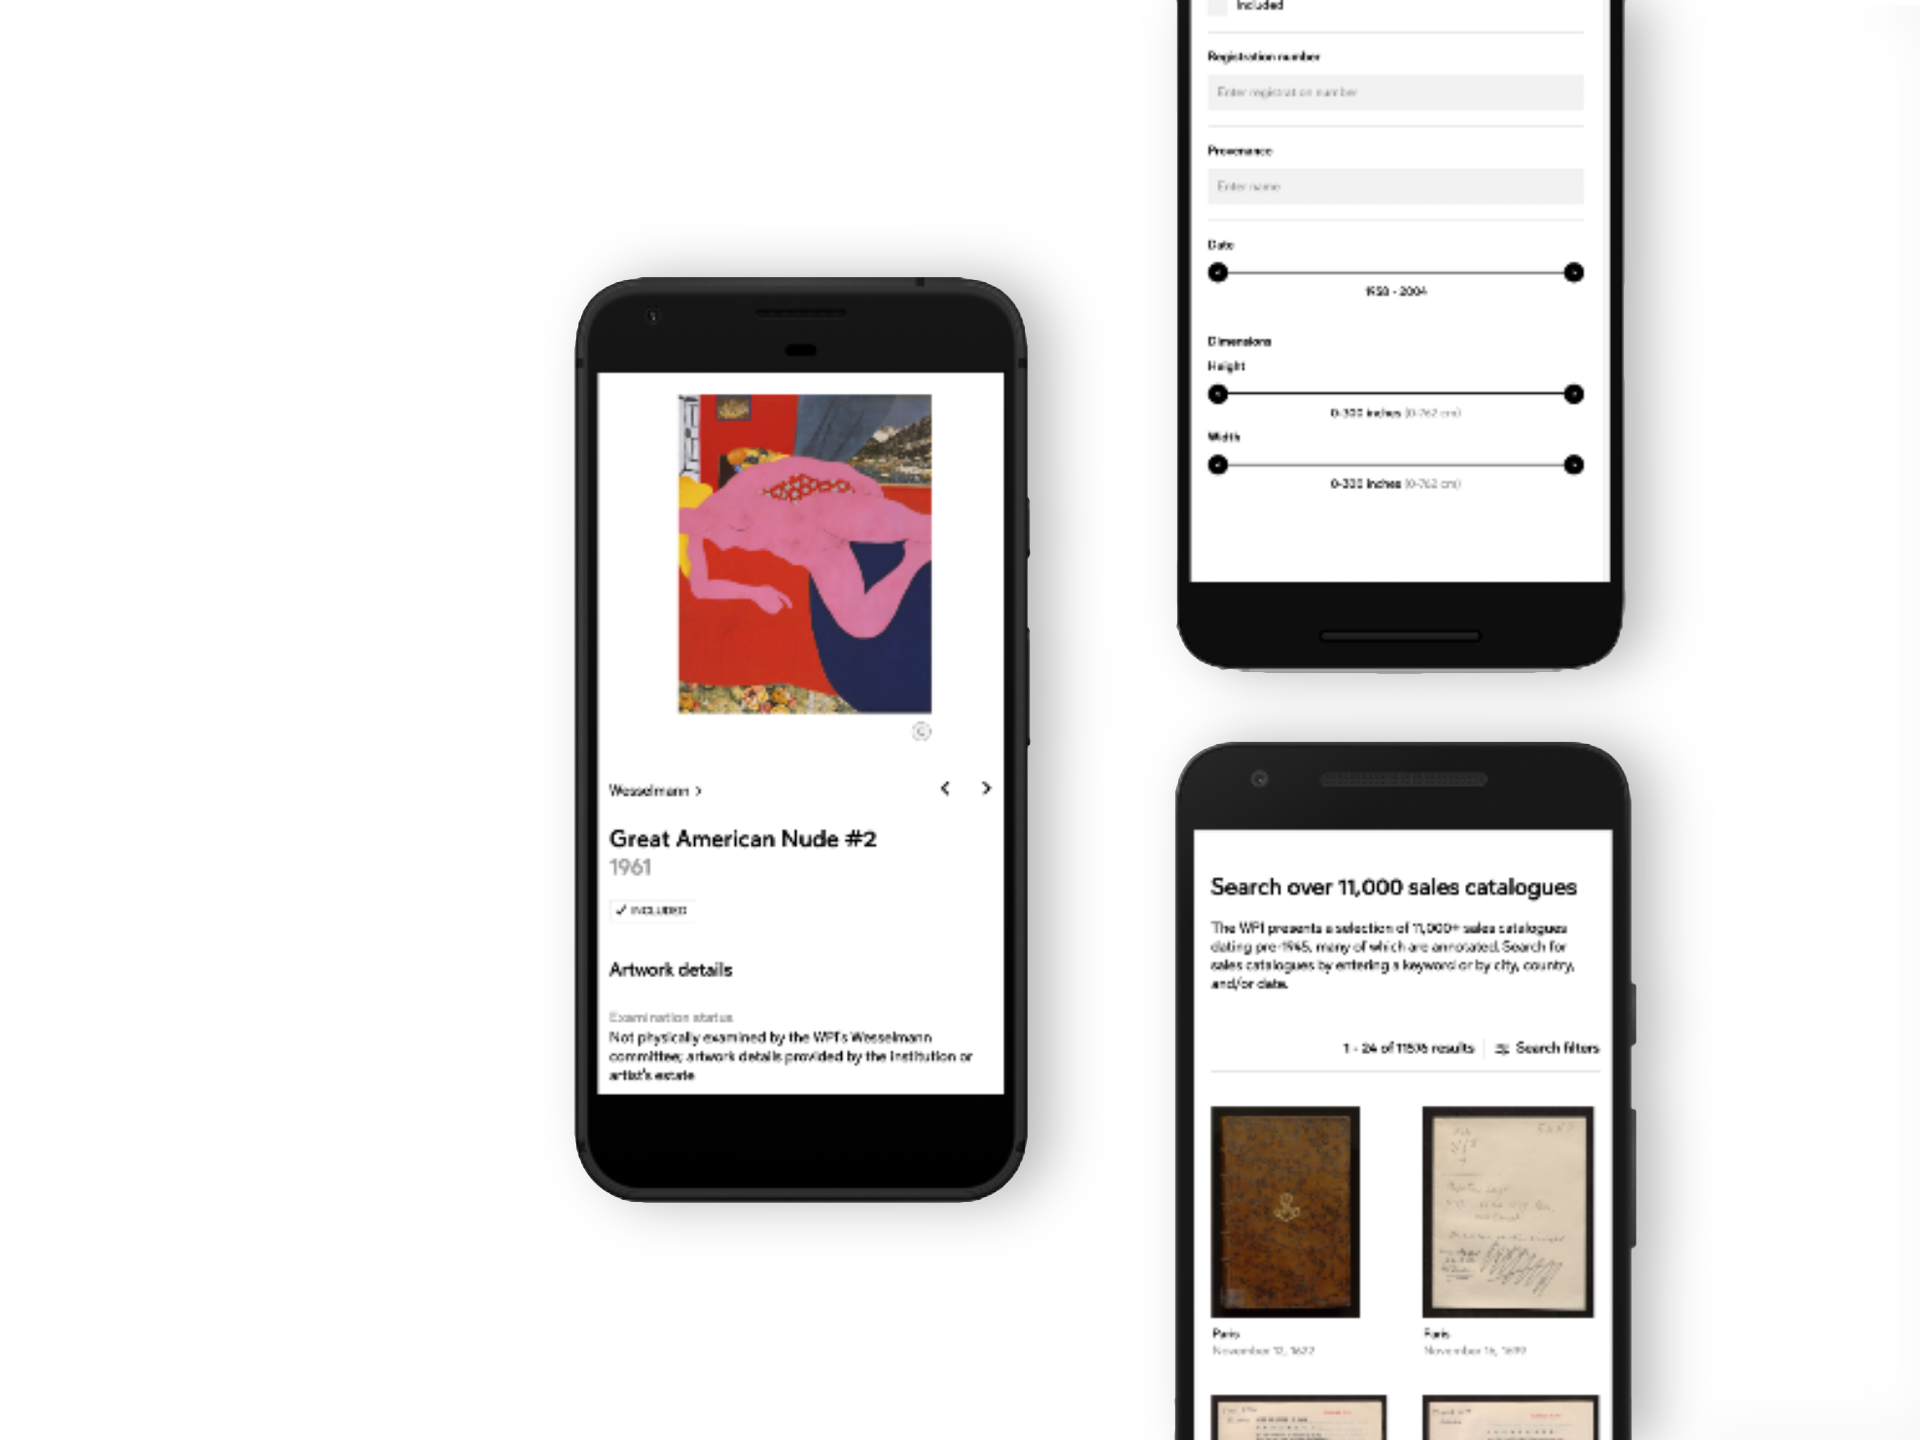 Included
Registration number
Enter registration number
Provenance
Enter name
Date
1958 - 2004
Dimensions
Height
0-300 inches (0-762 cm)
Width
0-300 inches (0-762 cm)
Wesselmann >
Great American Nude #2
1961
✓ INCLUDED
Artwork details
Examination status
Not physically examined by the WPI's Wesselmann
committee; artwork details provided by the institution or
artist's estate
Search over 11,000 sales catalogues
The WPI presents a selection of 11,000+ sales catalogues
dating pre-1945, many of which are annotated. Search for
sales catalogues by entering a keyword or by city, country,
and/or date.
1 - 24 of 11576 results
Search filters
Paris
November 12,
Paris
November